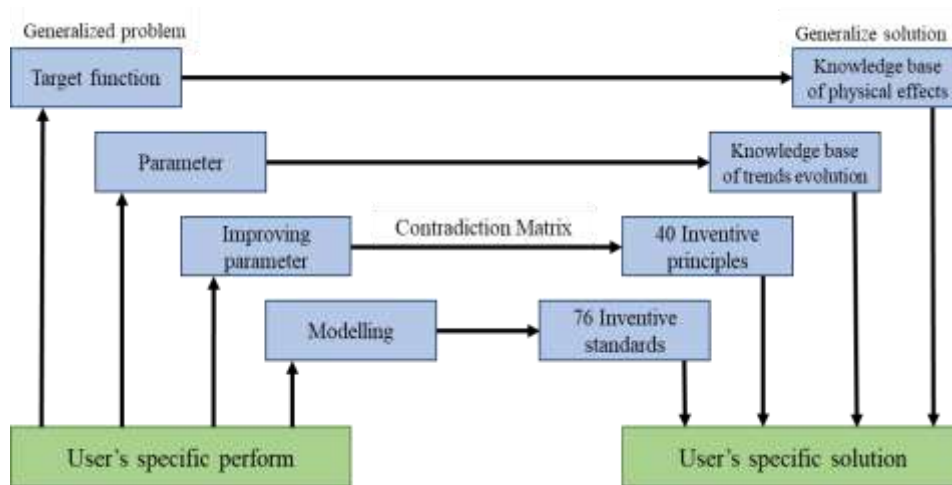 Generalized problem
Generalize solution
Target function
Knowledge base
of physical effects
Parameter
Knowledge base
of trends evolution
Improving
parameter
Contradiction Matrix
40 Inventive
principles
Modelling
76 Inventive
standards
User's specific perform
User's specific solution